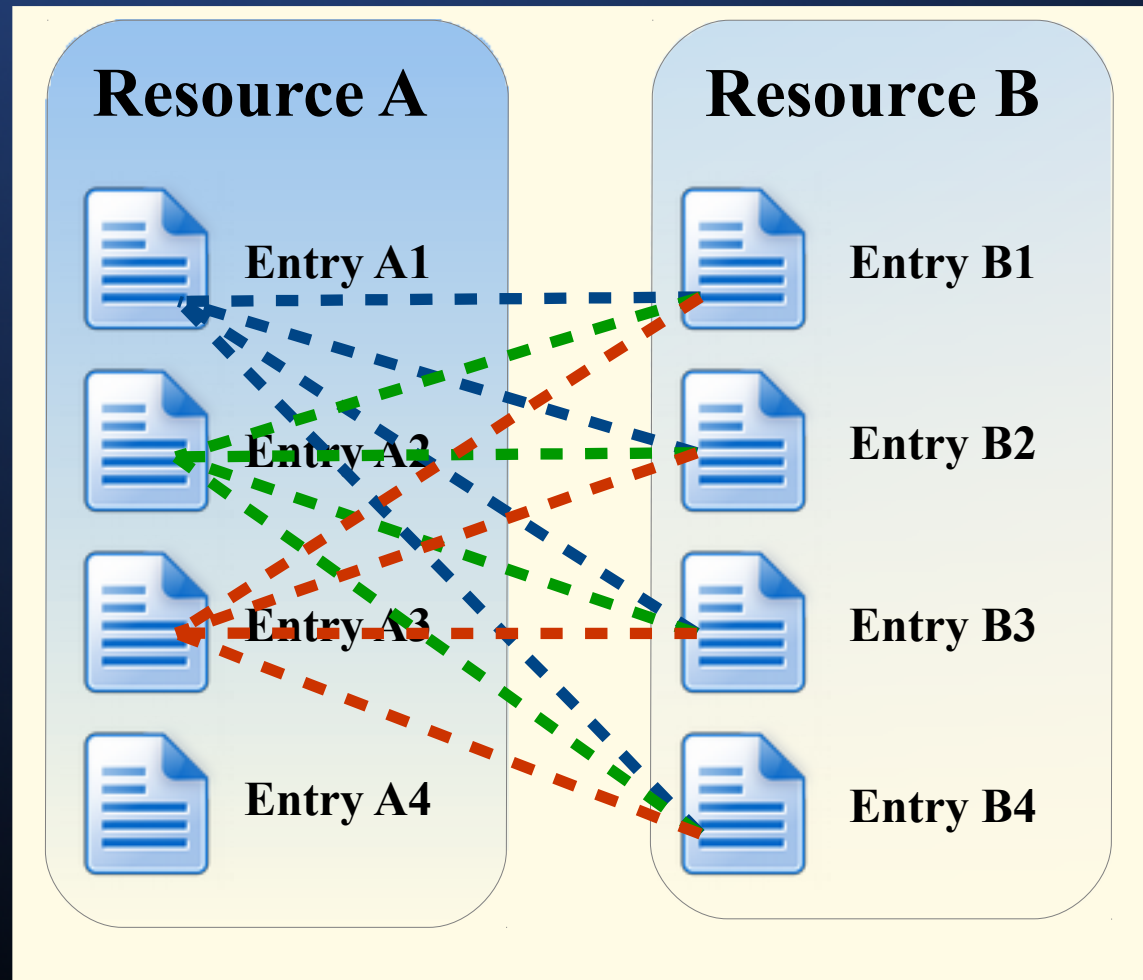 Resource A
Entry A1
Entry A2
Entry A3
Entry A4
Resource B
Entry B1
Entry B2
Entry B3
Entry B4